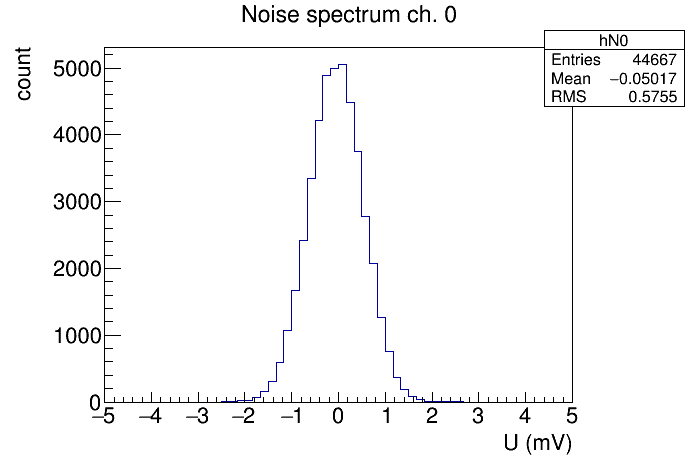 Noise spectrum ch. 0
hN0
Entries 44667
Mean −0.05017
RMS 0.5755
count
5000
4000
3000
2000
1000
0
−5 −4 −3 −2 −1 0 1 2 3 4 5
U (mV)